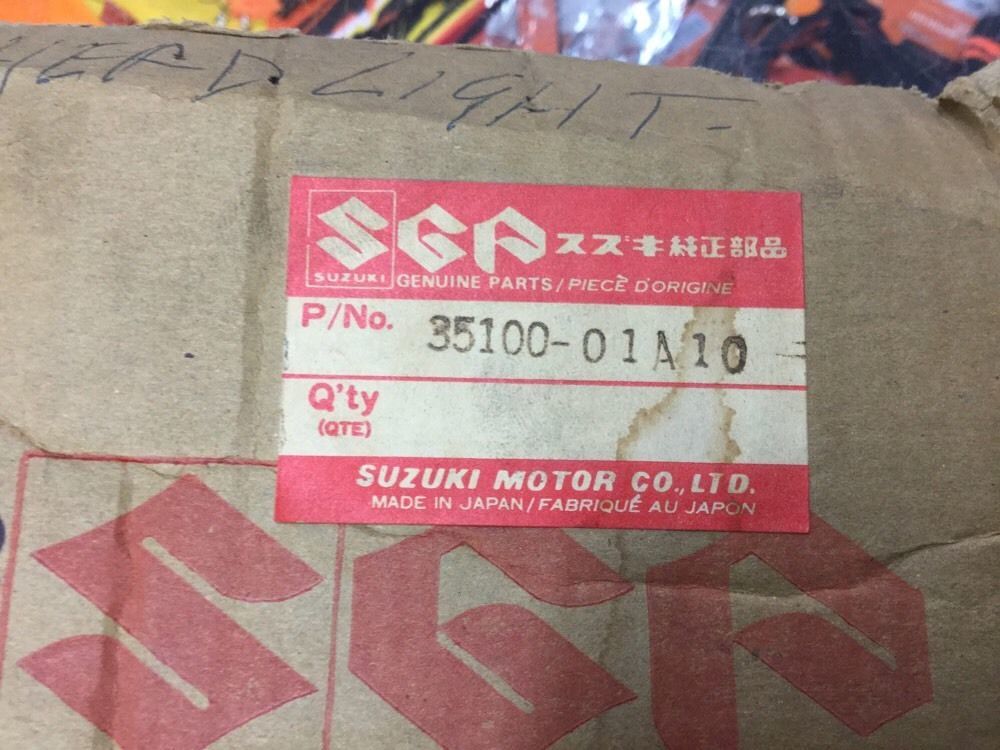 HEAD LIGHT-
SGP スズキ純正部品
SUZUKI GENUINE PARTS/PIECÈ D'ORIGINE
P/No. 35100-01A10
Q'ty
(QTE)
SUZUKI MOTOR CO.,LTD.
MADE IN JAPAN/FABRIQUÉ AU JAPON
SGP